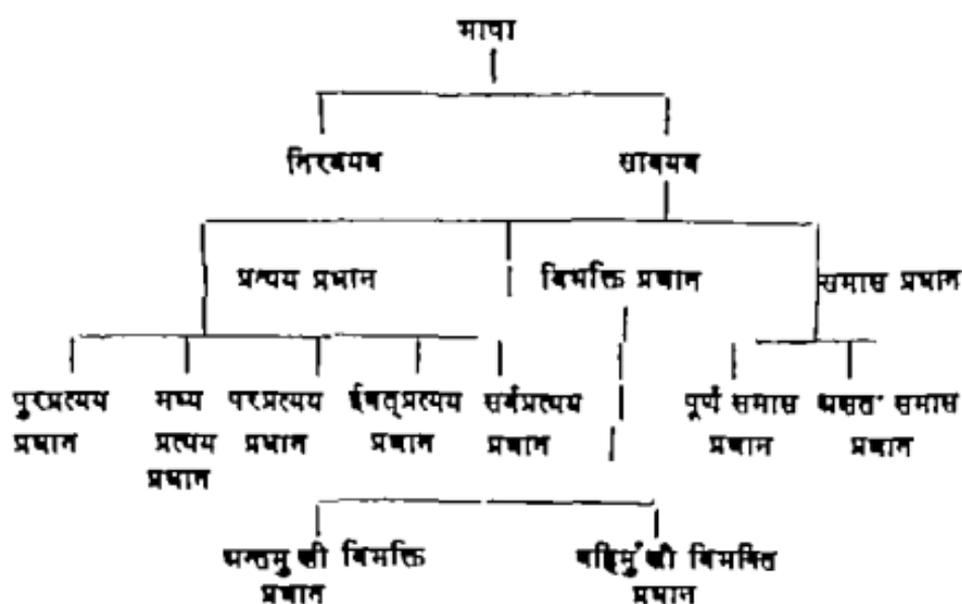 भाषा
निरवयव सावयव
प्रत्यय प्रधान विभक्ति प्रधान समास प्रधान
पुरप्रत्यय मध्य परप्रत्यय ईषत्प्रत्यय सर्वप्रत्यय पूर्ण समास अंशतः समास
प्रधान प्रत्यय प्रधान प्रधान प्रधान प्रधान प्रधान
प्रधान
अन्तमुखी विभक्ति बहिर्मुखी विभक्ति
प्रधान प्रधान